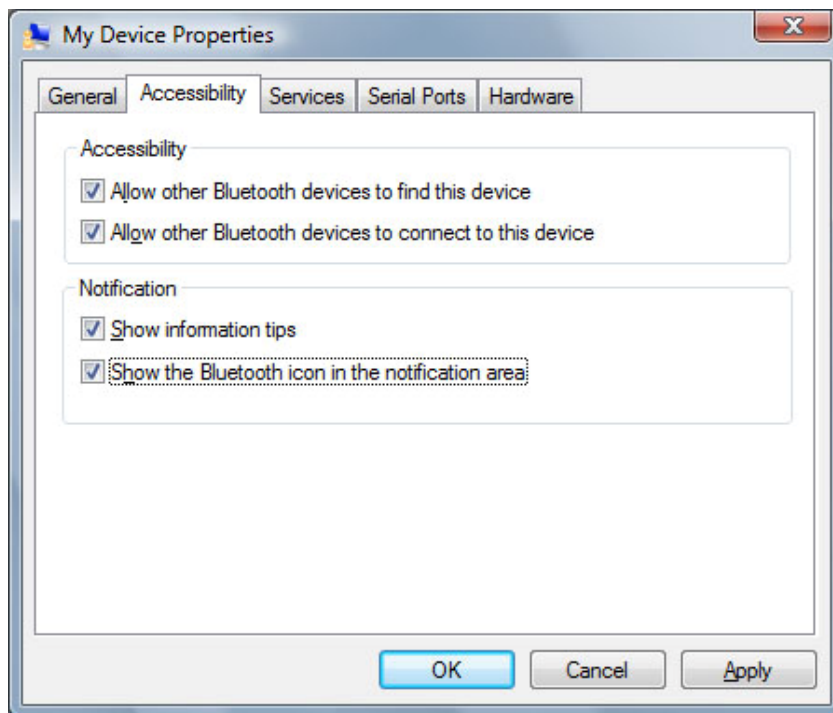 My Device Properties
General Accessibility Services Serial Ports Hardware
Accessibility
Allow other Bluetooth devices to find this device
Allow other Bluetooth devices to connect to this device
Notification
Show information tips
Show the Bluetooth icon in the notification area
OK Cancel Apply